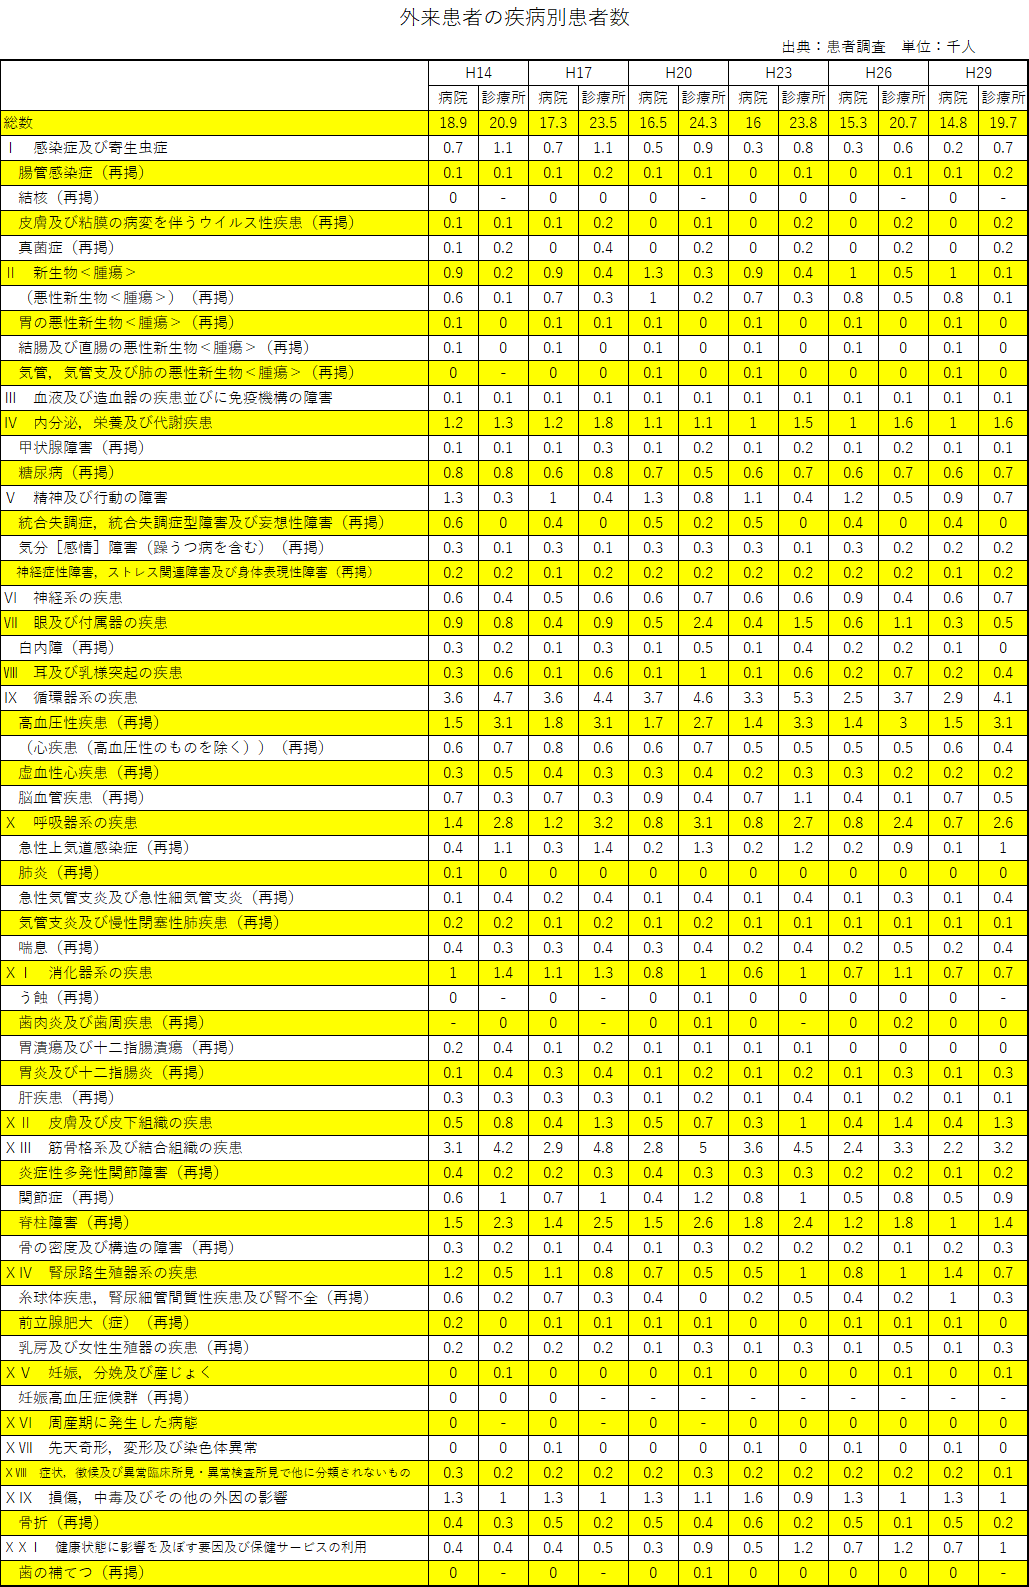 外来患者の疾病別患者数
出典：患者調査　単位：千人
H14 H17 H20 H23 H26 H29
病院 診療所 病院 診療所 病院 診療所 病院 診療所 病院 診療所 病院 診療所
総数 18.9 20.9 17.3 23.5 16.5 24.3 16 23.8 15.3 20.7 14.8 19.7
Ⅰ　感染症及び寄生虫症 0.7 1.1 0.7 1.1 0.5 0.9 0.3 0.8 0.3 0.6 0.2 0.7
腸管感染症（再掲） 0.1 0.1 0.1 0.2 0.1 0.1 0 0.1 0 0.1 0.1 0.2
結核（再掲） 0 - 0 0 0 - 0 0 0 - 0 -
皮膚及び粘膜の病変を伴うウイルス性疾患（再掲） 0.1 0.1 0.1 0.2 0 0.1 0 0.2 0 0.2 0 0.2
真菌症（再掲） 0.1 0.2 0 0.4 0 0.2 0 0.2 0 0.2 0 0.2
Ⅱ　新生物＜腫瘍＞ 0.9 0.2 0.9 0.4 1.3 0.3 0.9 0.4 1 0.5 1 0.1
（悪性新生物＜腫瘍＞）（再掲） 0.6 0.1 0.7 0.3 1 0.2 0.7 0.3 0.8 0.5 0.8 0.1
胃の悪性新生物＜腫瘍＞（再掲） 0.1 0 0.1 0.1 0.1 0 0.1 0 0.1 0 0.1 0
結腸及び直腸の悪性新生物＜腫瘍＞（再掲） 0.1 0 0.1 0 0.1 0 0.1 0 0.1 0 0.1 0
気管，気管支及び肺の悪性新生物＜腫瘍＞（再掲） 0 - 0 0 0.1 0 0.1 0 0 0 0.1 0
Ⅲ　血液及び造血器の疾患並びに免疫機構の障害 0.1 0.1 0.1 0.1 0.1 0.1 0.1 0.1 0.1 0.1 0.1 0.1
Ⅳ　内分泌，栄養及び代謝疾患 1.2 1.3 1.2 1.8 1.1 1.1 1 1.5 1 1.6 1 1.6
甲状腺障害（再掲） 0.1 0.1 0.1 0.3 0.1 0.2 0.1 0.2 0.1 0.2 0.1 0.1
糖尿病（再掲） 0.8 0.8 0.6 0.8 0.7 0.5 0.6 0.7 0.6 0.7 0.6 0.7
Ⅴ　精神及び行動の障害 1.3 0.3 1 0.4 1.3 0.8 1.1 0.4 1.2 0.5 0.9 0.7
統合失調症，統合失調症型障害及び妄想性障害（再掲） 0.6 0 0.4 0 0.5 0.2 0.5 0 0.4 0 0.4 0
気分［感情］障害（躁うつ病を含む）（再掲） 0.3 0.1 0.3 0.1 0.3 0.3 0.3 0.1 0.3 0.2 0.2 0.2
神経症性障害，ストレス関連障害及び身体表現性障害（再掲） 0.2 0.2 0.1 0.2 0.2 0.2 0.2 0.2 0.2 0.2 0.1 0.2
Ⅵ　神経系の疾患 0.6 0.4 0.5 0.6 0.6 0.7 0.6 0.6 0.9 0.4 0.6 0.7
Ⅶ　眼及び付属器の疾患 0.9 0.8 0.4 0.9 0.5 2.4 0.4 1.5 0.6 1.1 0.3 0.5
白内障（再掲） 0.3 0.2 0.1 0.3 0.1 0.5 0.1 0.4 0.2 0.2 0.1 0
Ⅷ　耳及び乳様突起の疾患 0.3 0.6 0.1 0.6 0.1 1 0.1 0.6 0.2 0.7 0.2 0.4
Ⅸ　循環器系の疾患 3.6 4.7 3.6 4.4 3.7 4.6 3.3 5.3 2.5 3.7 2.9 4.1
高血圧性疾患（再掲） 1.5 3.1 1.8 3.1 1.7 2.7 1.4 3.3 1.4 3 1.5 3.1
（心疾患（高血圧性のものを除く））（再掲） 0.6 0.7 0.8 0.6 0.6 0.7 0.5 0.5 0.5 0.5 0.6 0.4
虚血性心疾患（再掲） 0.3 0.5 0.4 0.3 0.3 0.4 0.2 0.3 0.3 0.2 0.2 0.2
脳血管疾患（再掲） 0.7 0.3 0.7 0.3 0.9 0.4 0.7 1.1 0.4 0.1 0.7 0.5
Ⅹ　呼吸器系の疾患 1.4 2.8 1.2 3.2 0.8 3.1 0.8 2.7 0.8 2.4 0.7 2.6
急性上気道感染症（再掲） 0.4 1.1 0.3 1.4 0.2 1.3 0.2 1.2 0.2 0.9 0.1 1
肺炎（再掲） 0.1 0 0 0 0 0 0 0 0 0 0 0
急性気管支炎及び急性細気管支炎（再掲） 0.1 0.4 0.2 0.4 0.1 0.4 0.1 0.4 0.1 0.3 0.1 0.4
気管支炎及び慢性閉塞性肺疾患（再掲） 0.2 0.2 0.1 0.2 0.1 0.2 0.1 0.1 0.1 0.1 0.1 0.1
喘息（再掲） 0.4 0.3 0.3 0.4 0.3 0.4 0.2 0.4 0.2 0.5 0.2 0.4
ⅩⅠ　消化器系の疾患 1 1.4 1.1 1.3 0.8 1 0.6 1 0.7 1.1 0.7 0.7
う蝕（再掲） 0 - 0 - 0 0.1 0 0 0 0 0 -
歯肉炎及び歯周疾患（再掲） - 0 0 - 0 0.1 0 - 0 0.2 0 0
胃潰瘍及び十二指腸潰瘍（再掲） 0.2 0.4 0.1 0.2 0.1 0.1 0.1 0.1 0 0 0 0
胃炎及び十二指腸炎（再掲） 0.1 0.4 0.3 0.4 0.1 0.2 0.1 0.2 0.1 0.3 0.1 0.3
肝疾患（再掲） 0.3 0.3 0.3 0.3 0.1 0.2 0.1 0.4 0.1 0.2 0.1 0.1
ⅩⅡ　皮膚及び皮下組織の疾患 0.5 0.8 0.4 1.3 0.5 0.7 0.3 1 0.4 1.4 0.4 1.3
ⅩⅢ　筋骨格系及び結合組織の疾患 3.1 4.2 2.9 4.8 2.8 5 3.6 4.5 2.4 3.3 2.2 3.2
炎症性多発性関節障害（再掲） 0.4 0.2 0.2 0.3 0.4 0.3 0.3 0.3 0.2 0.2 0.1 0.2
関節症（再掲） 0.6 1 0.7 1 0.4 1.2 0.8 1 0.5 0.8 0.5 0.9
脊柱障害（再掲） 1.5 2.3 1.4 2.5 1.5 2.6 1.8 2.4 1.2 1.8 1 1.4
骨の密度及び構造の障害（再掲） 0.3 0.2 0.1 0.4 0.1 0.3 0.2 0.2 0.2 0.1 0.2 0.3
ⅩⅣ　腎尿路生殖器系の疾患 1.2 0.5 1.1 0.8 0.7 0.5 0.5 1 0.8 1 1.4 0.7
糸球体疾患，腎尿細管間質性疾患及び腎不全（再掲） 0.6 0.2 0.7 0.3 0.4 0 0.2 0.5 0.4 0.2 1 0.3
前立腺肥大（症）（再掲） 0.2 0 0.1 0.1 0.1 0.1 0 0 0.1 0.1 0.1 0
乳房及び女性生殖器の疾患（再掲） 0.2 0.2 0.2 0.2 0.1 0.3 0.1 0.3 0.1 0.5 0.1 0.3
ⅩⅤ　妊娠，分娩及び産じょく 0 0.1 0 0 0 0.1 0 0 0 0.1 0 0.1
妊娠高血圧症候群（再掲） 0 0 0 - - - - - - - - -
ⅩⅥ　周産期に発生した病態 0 - 0 - 0 - 0 0 0 0 0 0
ⅩⅦ　先天奇形，変形及び染色体異常 0 0 0.1 0 0 0 0.1 0 0.1 0 0.1 0
ⅩⅧ　症状，徴候及び異常臨床所見・異常検査所見で他に分類されないもの 0.3 0.2 0.2 0.2 0.2 0.3 0.2 0.2 0.2 0.2 0.2 0.1
ⅩⅨ　損傷，中毒及びその他の外因の影響 1.3 1 1.3 1 1.3 1.1 1.6 0.9 1.3 1 1.3 1
骨折（再掲） 0.4 0.3 0.5 0.2 0.5 0.4 0.6 0.2 0.5 0.1 0.5 0.2
ⅩⅩⅠ　健康状態に影響を及ぼす要因及び保健サービスの利用 0.4 0.4 0.4 0.5 0.3 0.9 0.5 1.2 0.7 1.2 0.7 1
歯の補てつ（再掲） 0 - 0 - 0 0.1 0 0 0 0 0 -